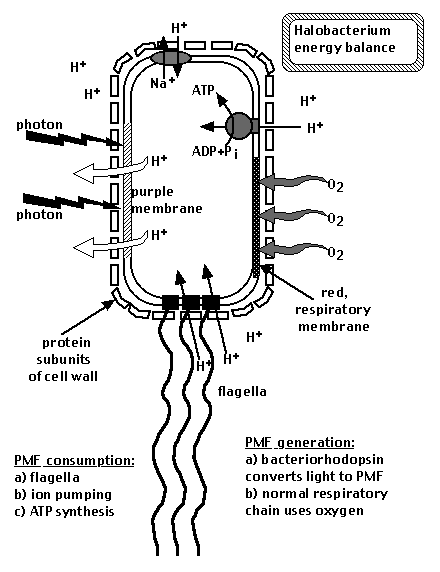 Halobacterium
energy balance
H+
H+
H+
Na+
ATP
H+
H+
ADP+Pi
photon
H+
O2
purple
membrane
photon
O2
H+
O2
red,
respiratory
membrane
protein
subunits
of cell wall
H+
H+
H+
flagella
PMF consumption:
a) flagella
b) ion pumping
c) ATP synthesis
PMF generation:
a) bacteriorhodopsin
converts light to PMF
b) normal respiratory
chain uses oxygen